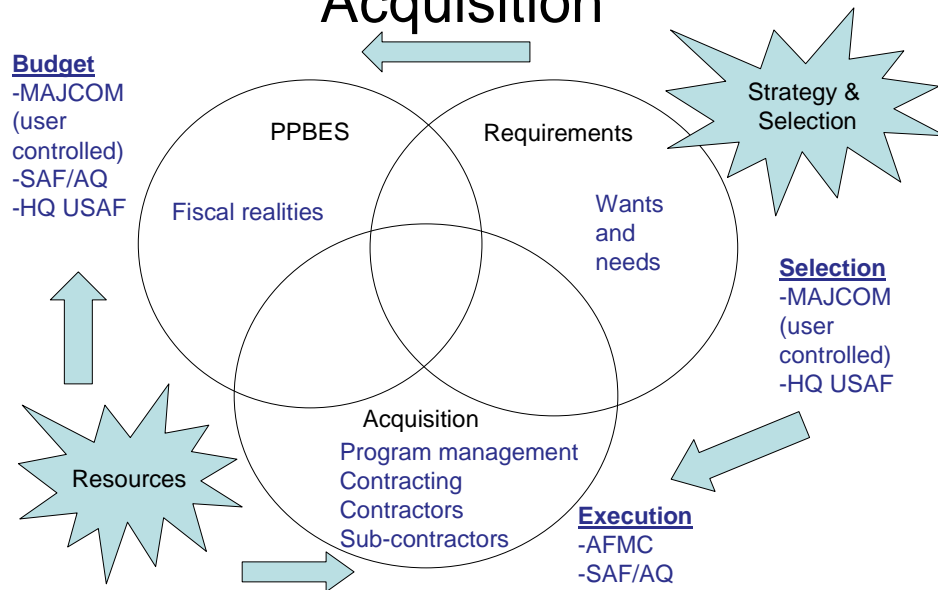 Acquisition
Budget
-MAJCOM
(user
controlled)
-SAF/AQ
-HQ USAF
PPBES
Fiscal realities
Requirements
Wants
and
needs
Strategy &
Selection
Selection
-MAJCOM
(user
controlled)
-HQ USAF
Resources
Acquisition
Program management
Contracting
Contractors
Sub-contractors
Execution
-AFMC
-SAF/AQ